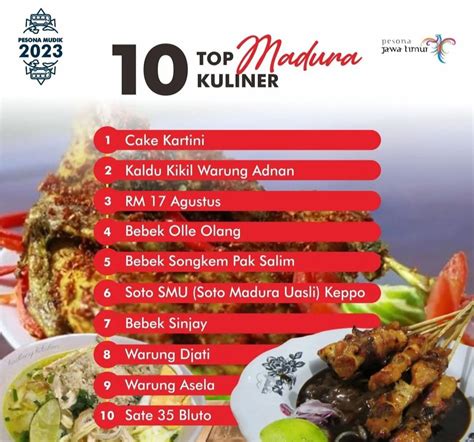 PESONA MUDIK
2023
10 TOP Madura
KULINER
pesona
jawa timur
1 Cake Kartini
2 Kaldu Kikil Warung Adnan
3 RM 17 Agustus
4 Bebek Olle Olang
5 Bebek Songkem Pak Salim
6 Soto SMU (Soto Madura Uasli) Keppo
7 Bebek Sinjay
8 Warung Djati
9 Warung Asela
10 Sate 35 Bluto